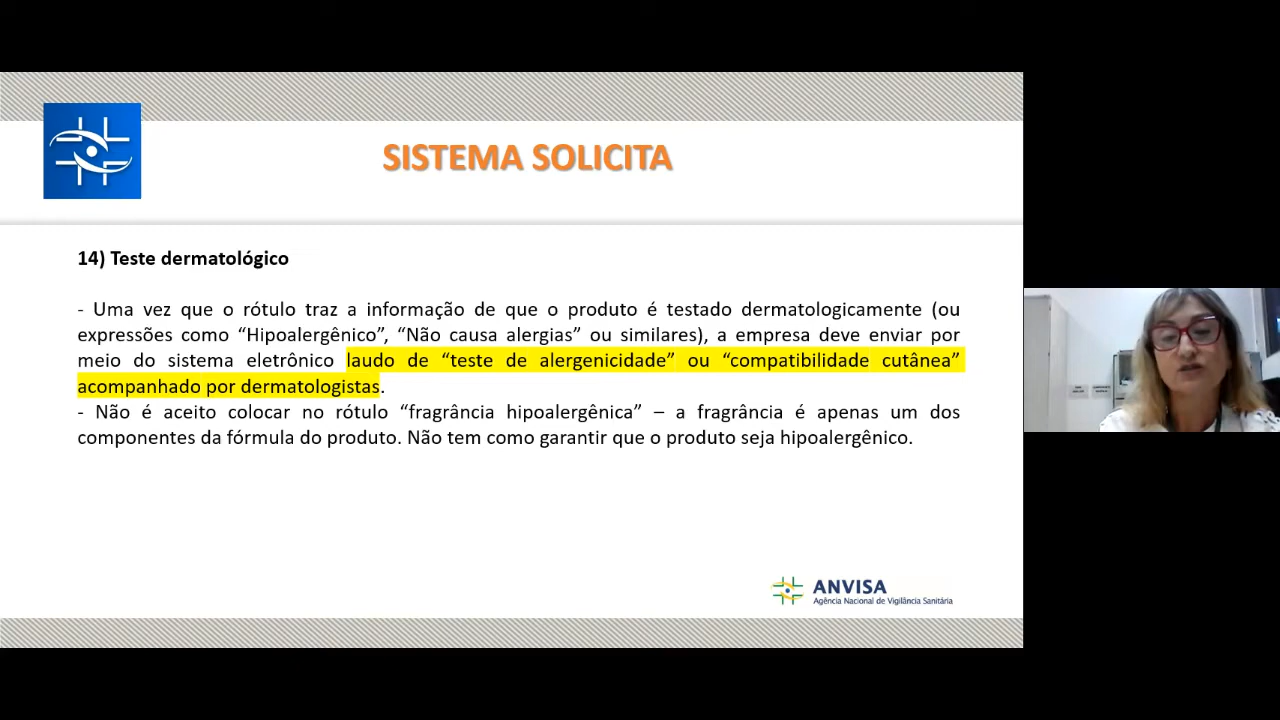 SISTEMA SOLICITA
14) Teste dermatológico
- Uma vez que o rótulo traz a informação de que o produto é testado dermatologicamente (ou
expressões como “Hipoalergênico”, “Não causa alergias” ou similares), a empresa deve enviar por
meio do sistema eletrônico laudo de “teste de alergenicidade” ou “compatibilidade cutânea”
acompanhado por dermatologistas.
- Não é aceito colocar no rótulo “fragrância hipoalergênica” – a fragrância é apenas um dos
componentes da fórmula do produto. Não tem como garantir que o produto seja hipoalergênico.
ANVISA
Agência Nacional de Vigilância Sanitária